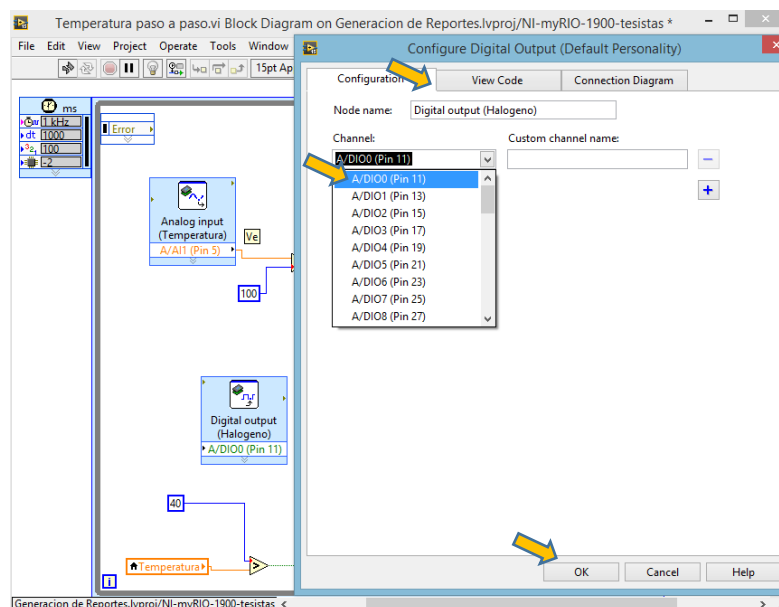 Temperatura paso a paso.vi Block Diagram on Generacion de Reportes.lvproj/NI-myRIO-1900-tesistas *
File Edit View Project Operate Tools Window
15pt Ap
ms
1 kHz
dt 1000
100
-2
Error
Analog input
(Temperatura)
A/AI1 (Pin 5)
Ve
100
Digital output
(Halogeno)
A/DIO0 (Pin 11)
40
Temperatura
>
i
Generacion de Reportes.lvproj/NI-myRIO-1900-tesistas <
Configure Digital Output (Default Personality)
Configuration View Code Connection Diagram
Node name: Digital output (Halogeno)
Channel: Custom channel name:
A/DIO0 (Pin 11)
A/DIO0 (Pin 11)
A/DIO1 (Pin 13)
A/DIO2 (Pin 15)
A/DIO3 (Pin 17)
A/DIO4 (Pin 19)
A/DIO5 (Pin 21)
A/DIO6 (Pin 23)
A/DIO7 (Pin 25)
A/DIO8 (Pin 27)
OK Cancel Help